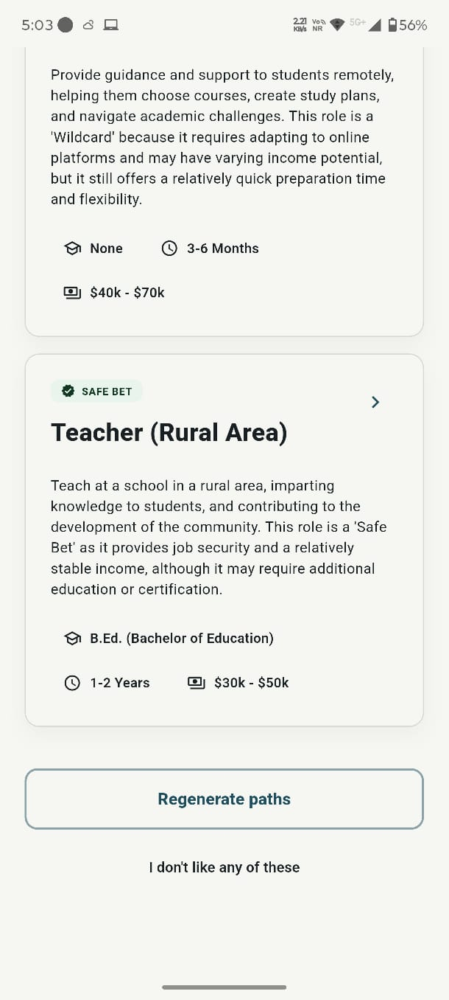 5:03
2.21 KB/s
Vo NR
5G+
56%
Provide guidance and support to students remotely,
helping them choose courses, create study plans,
and navigate academic challenges. This role is a
'Wildcard' because it requires adapting to online
platforms and may have varying income potential,
but it still offers a relatively quick preparation time
and flexibility.
None
3-6 Months
$40k - $70k
SAFE BET
Teacher (Rural Area)
Teach at a school in a rural area, imparting
knowledge to students, and contributing to the
development of the community. This role is a 'Safe
Bet' as it provides job security and a relatively
stable income, although it may require additional
education or certification.
B.Ed. (Bachelor of Education)
1-2 Years
$30k - $50k
Regenerate paths
I don't like any of these